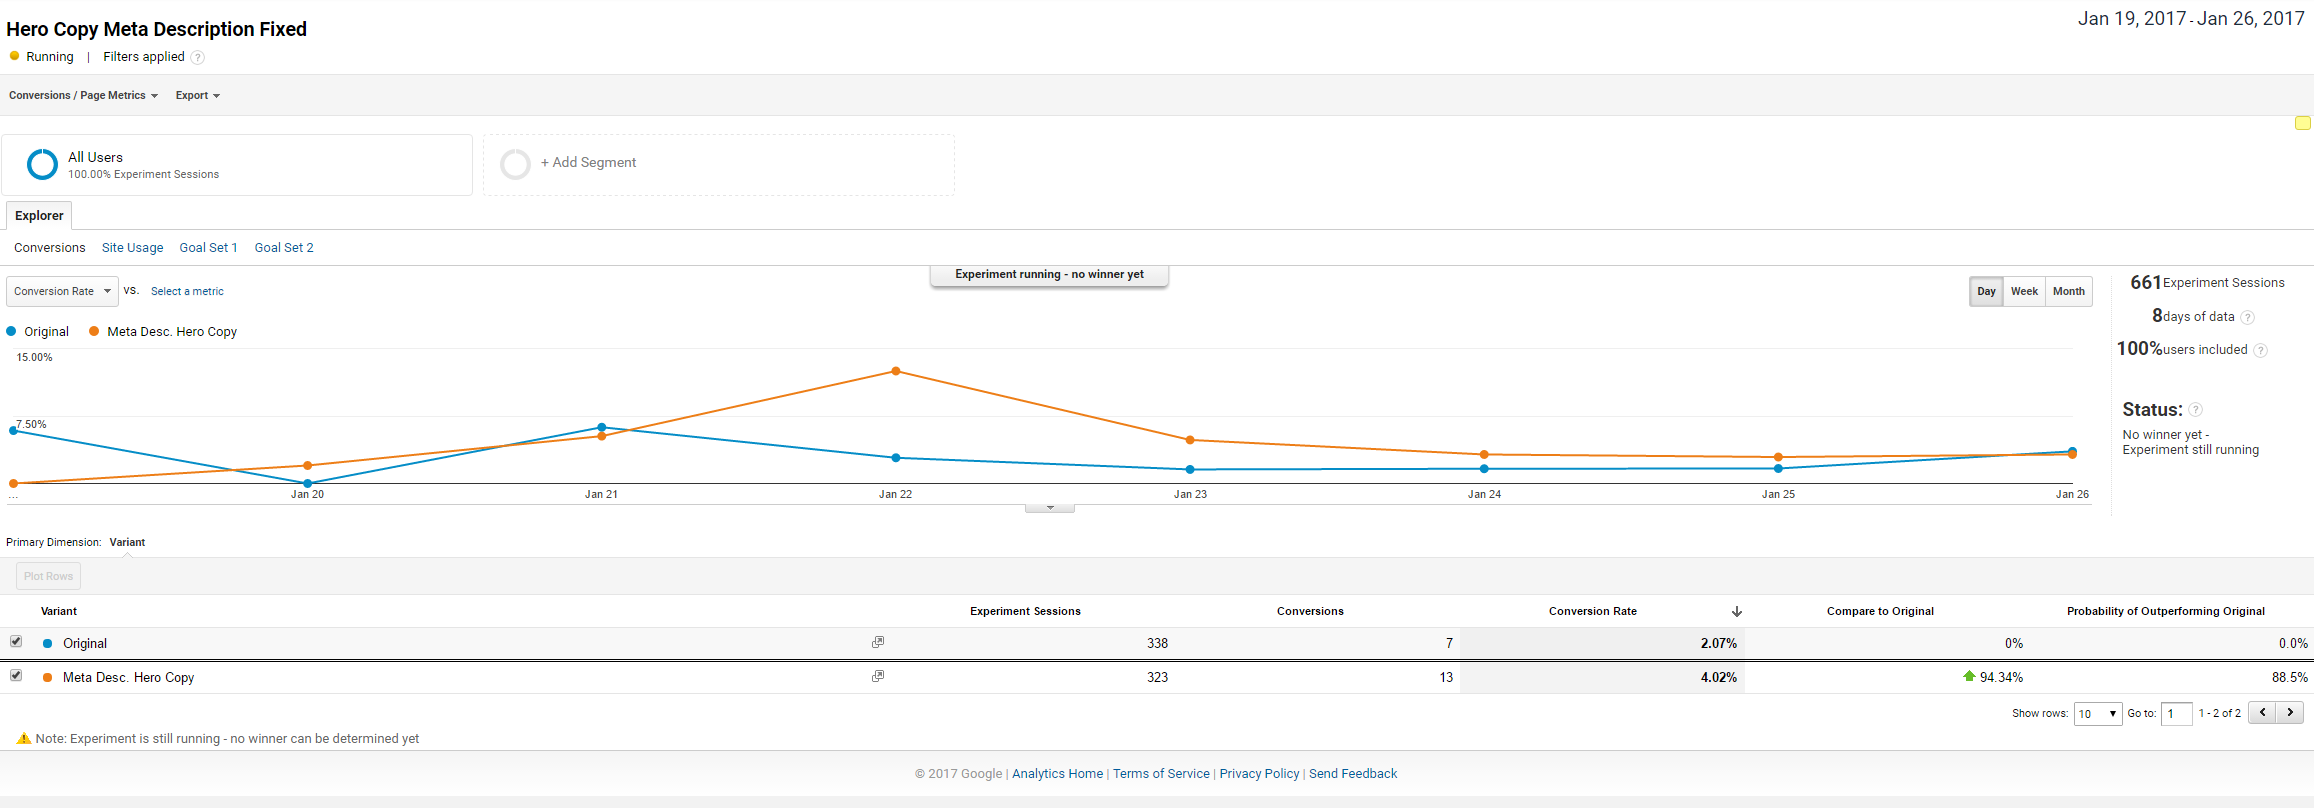 Hero Copy Meta Description Fixed
Jan 19, 2017 - Jan 26, 2017
Running | Filters applied ?
Conversions / Page Metrics Export
All Users
100.00% Experiment Sessions
+ Add Segment
Explorer
Conversions Site Usage Goal Set 1 Goal Set 2
Experiment running - no winner yet
Conversion Rate VS. Select a metric
Day Week Month
661 Experiment Sessions
8 days of data ?
100% users included ?
Status: ?
No winner yet -
Experiment still running
Original Meta Desc. Hero Copy
15.00%
7.50%
... Jan 20 Jan 21 Jan 22 Jan 23 Jan 24 Jan 25 Jan 26
Primary Dimension: Variant
Plot Rows
Variant Experiment Sessions Conversions Conversion Rate Compare to Original Probability of Outperforming Original
Original 338 7 2.07% 0% 0.0%
Meta Desc. Hero Copy 323 13 4.02% 94.34% 88.5%
Show rows: 10 Go to: 1 1 - 2 of 2
Note: Experiment is still running - no winner can be determined yet
© 2017 Google | Analytics Home | Terms of Service | Privacy Policy | Send Feedback